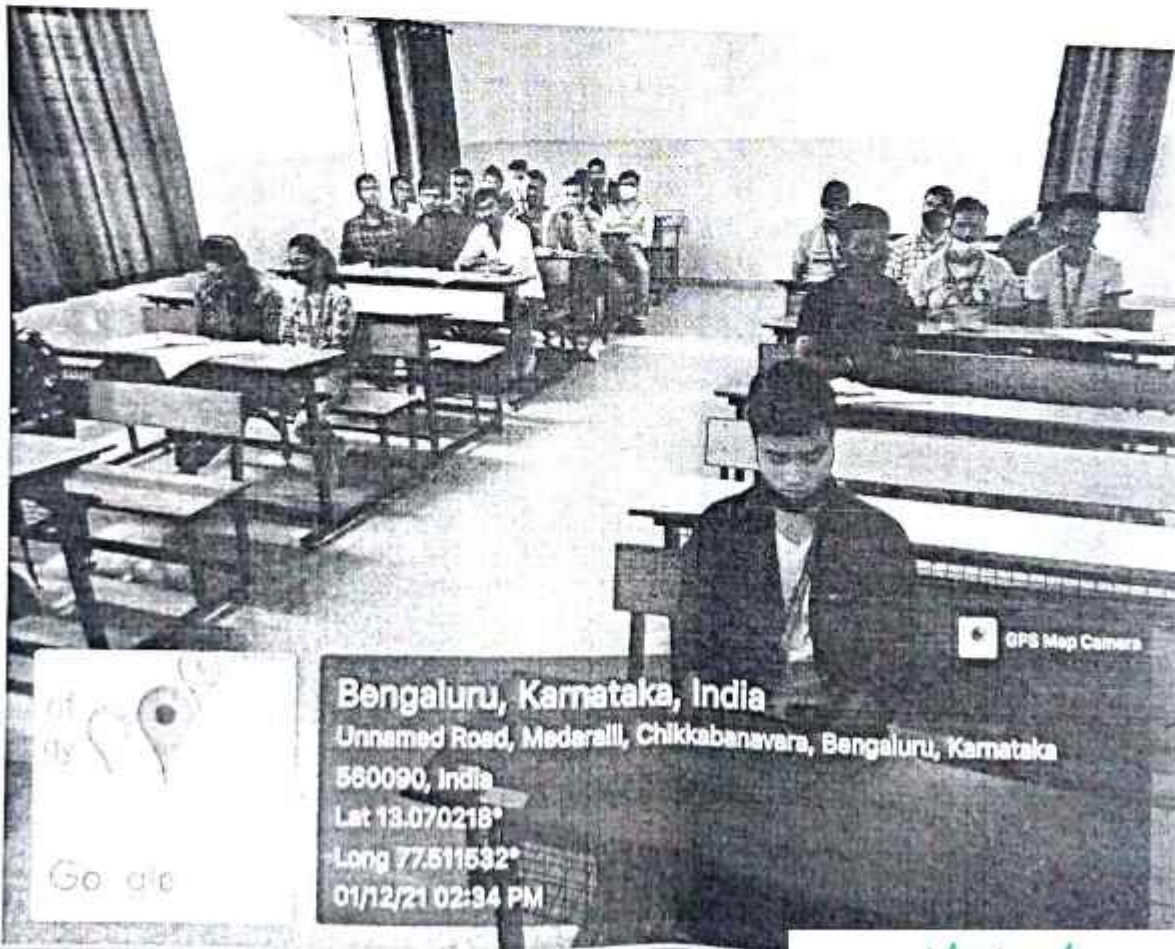 GPS Map Camera
Bengaluru, Karnataka, India
Unnamed Road, Medaralli, Chikkabanavara, Bengaluru, Karnataka
560090, India
Lat 13.070218°
Long 77.511532°
01/12/21 02:34 PM